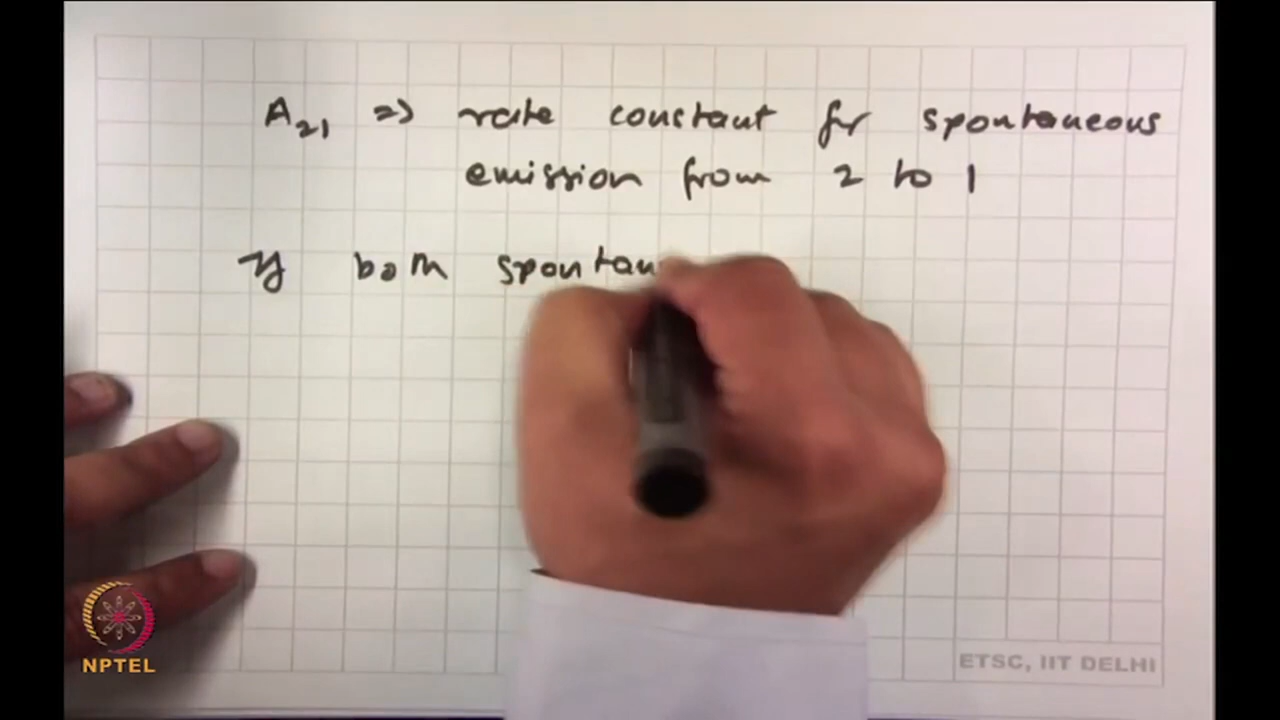 A21 => rate constant for spontaneous
emission from 2 to 1
If both spontan
NPTEL
ETSC, IIT DELHI